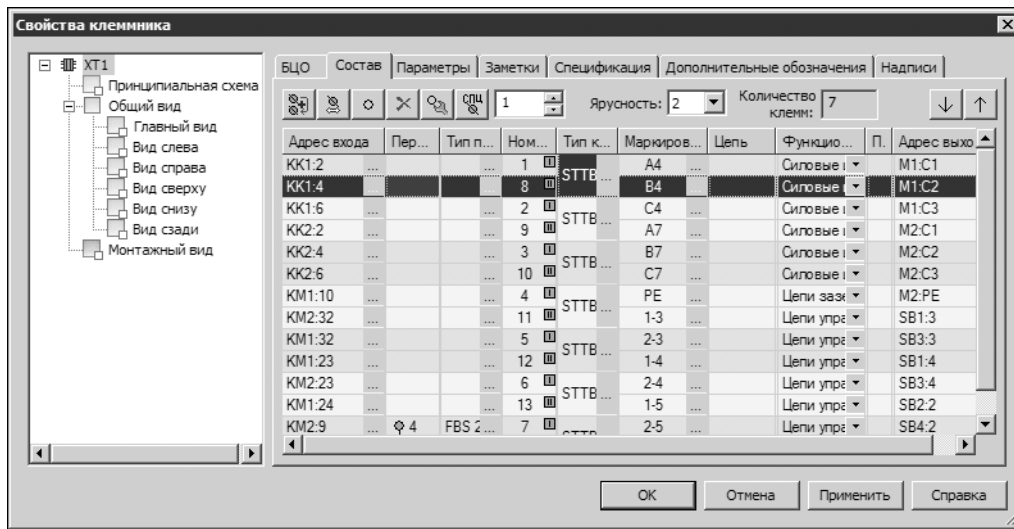 Свойства клеммника
XT1
Принципиальная схема
Общий вид
Главный вид
Вид слева
Вид справа
Вид сверху
Вид снизу
Вид сзади
Монтажный вид
БЦО Состав Параметры Заметки Спецификация Дополнительные обозначения Надписи
СПЦ 1 Ярусность: 2 Количество клемм: 7
Адрес входа Пер... Тип п... Ном... Тип к... Маркиров... Цепь Функцио... П. Адрес выхо
KK1:2 ... ... 1 I STTB ... A4 ... Силовые M1:C1
KK1:4 ... ... 8 II B4 ... Силовые M1:C2
KK1:6 ... ... 2 I STTB ... C4 ... Силовые M1:C3
KK2:2 ... ... 9 II A7 ... Силовые M2:C1
KK2:4 ... ... 3 I STTB ... B7 ... Силовые M2:C2
KK2:6 ... ... 10 II C7 ... Силовые M2:C3
KM1:10 ... ... 4 I STTB ... PE ... Цепи зазе M2:PE
KM2:32 ... ... 11 II 1-3 ... Цепи упра SB1:3
KM1:32 ... ... 5 I STTB ... 2-3 ... Цепи упра SB3:3
KM1:23 ... ... 12 II 1-4 ... Цепи упра SB1:4
KM2:23 ... ... 6 I STTB ... 2-4 ... Цепи упра SB3:4
KM1:24 ... ... 13 II 1-5 ... Цепи упра SB2:2
KM2:9 ... 4 FBS 2... 7 I 2-5 ... Цепи упра SB4:2
OK Отмена Применить Справка